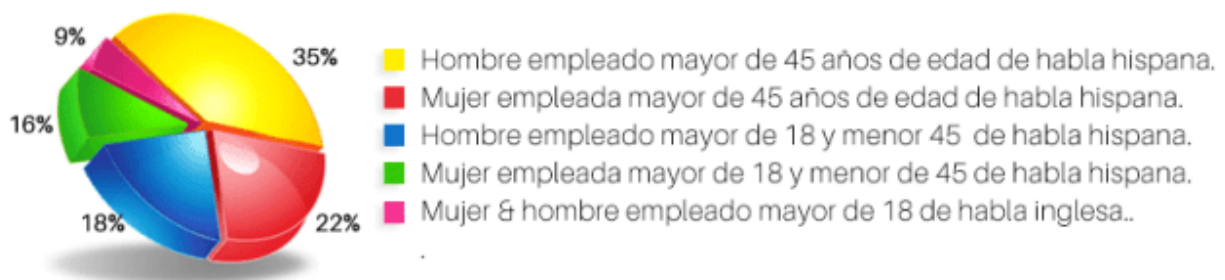 9%
35%
16%
18%
22%
Hombre empleado mayor de 45 años de edad de habla hispana.
Mujer empleada mayor de 45 años de edad de habla hispana.
Hombre empleado mayor de 18 y menor 45 de habla hispana.
Mujer empleada mayor de 18 y menor de 45 de habla hispana.
Mujer & hombre empleado mayor de 18 de habla inglesa..
.